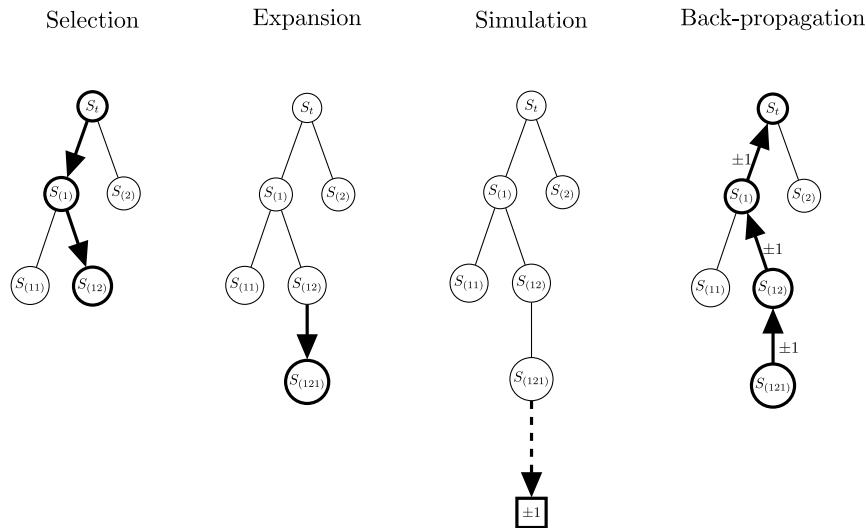 Selection Expansion Simulation Back-propagation
S_t S_t S_t S_t
±1
S_(1) S_(2) S_(1) S_(2) S_(1) S_(2) S_(1) S_(2)
±1
S_(11) S_(12) S_(11) S_(12) S_(11) S_(12) S_(11) S_(12)
±1
S_(121) S_(121) S_(121)
±1